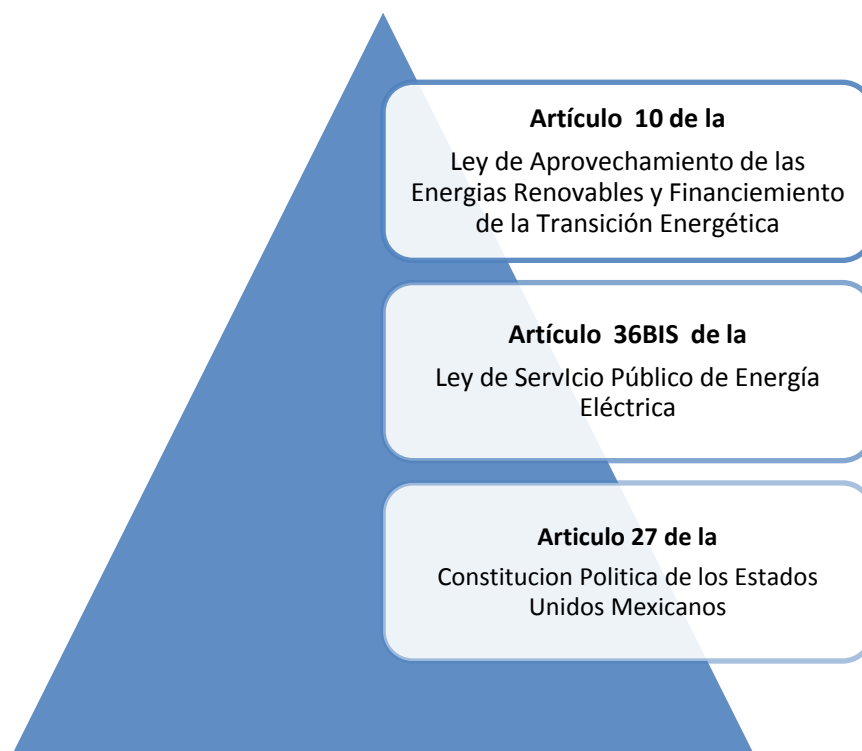 Artículo 10 de la
Ley de Aprovechamiento de las
Energias Renovables y Financiemiento
de la Transición Energética
Artículo 36BIS de la
Ley de ServIcio Público de Energía
Eléctrica
Articulo 27 de la
Constitucion Politica de los Estados
Unidos Mexicanos